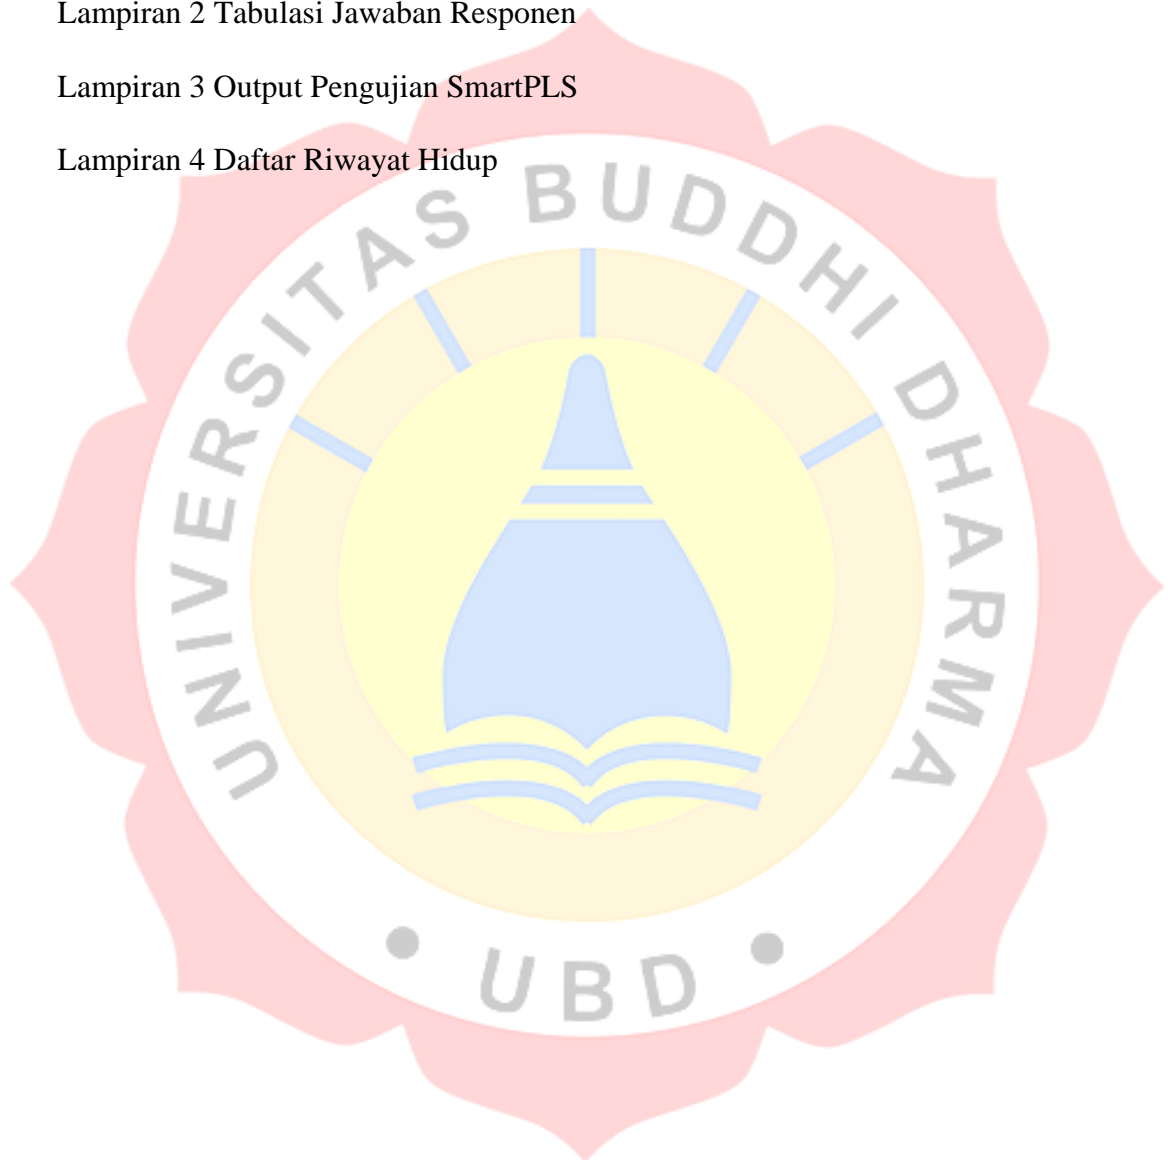 Lampiran 2 Tabulasi Jawaban Responen
Lampiran 3 Output Pengujian SmartPLS
Lampiran 4 Daftar Riwayat Hidup
UNIVERSITAS BUDDHI DHARMA
• UBD •